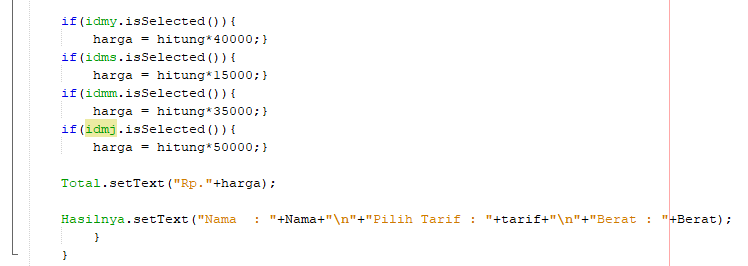 if(idmy.isSelected()){
harga = hitung*40000;}
if(idms.isSelected()){
harga = hitung*15000;}
if(idmm.isSelected()){
harga = hitung*35000;}
if(idmj.isSelected()){
harga = hitung*50000;}
Total.setText("Rp."+harga);
Hasilnya.setText("Nama  : "+Nama+"\n"+"Pilih Tarif : "+tarif+"\n"+"Berat : "+Berat);
}
}